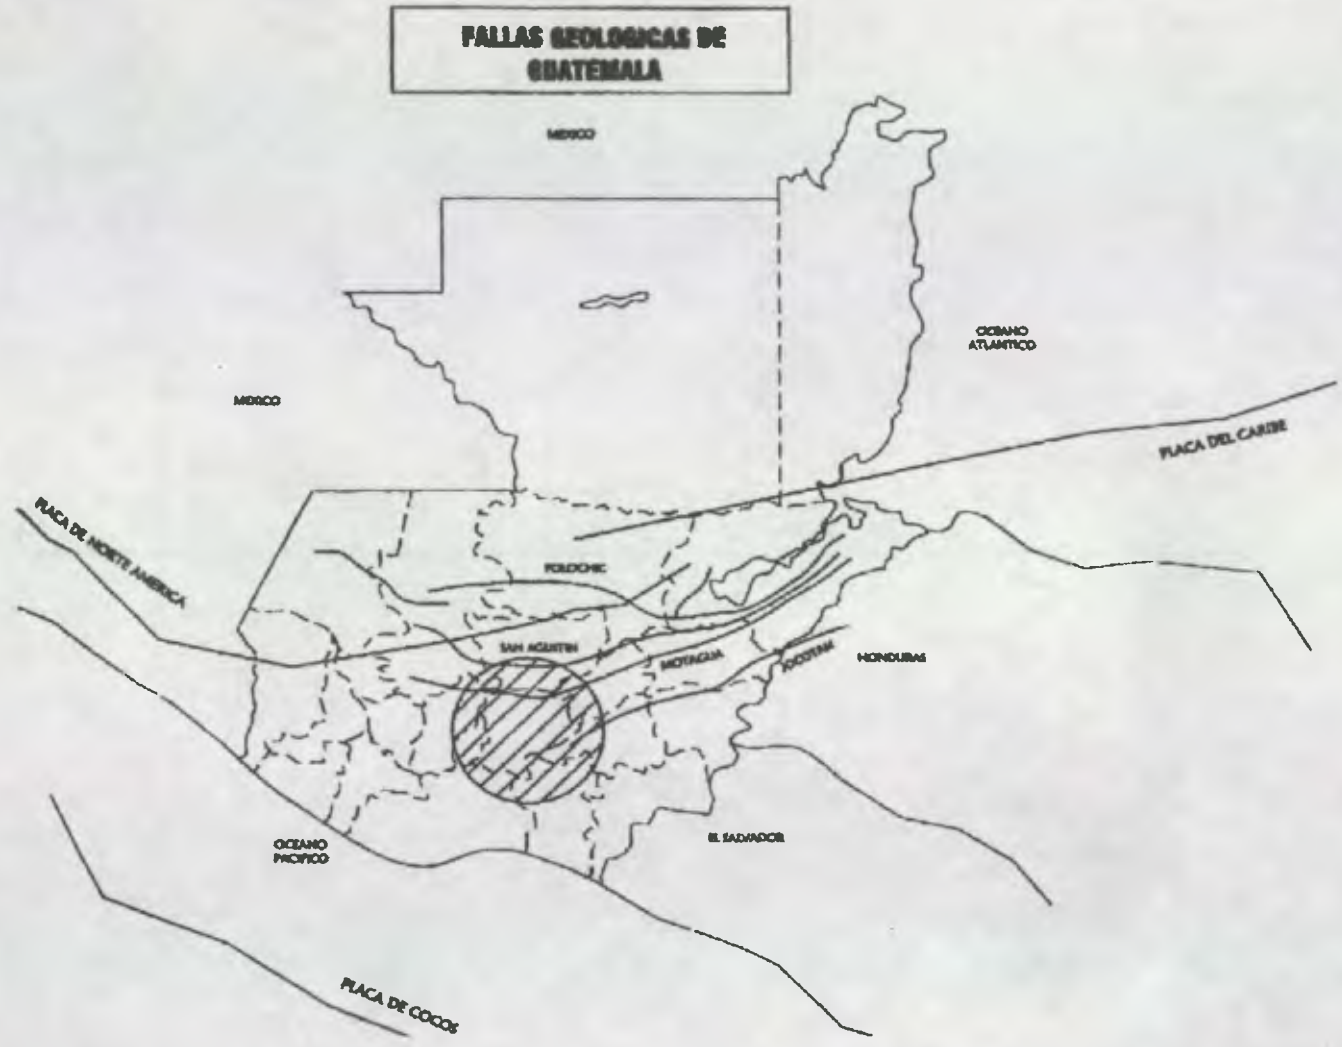 FALLAS GEOLOGICAS DE
GUATEMALA
MEXICO
OCEANO
ATLANTICO
MEXICO
PLACA DEL CARIBE
PLACA DE NORTE AMERICA
POLOCHIC
SAN AGUSTIN
MOTAGUA
JOCOTAN
HONDURAS
OCEANO
PACIFICO
EL SALVADOR
PLACA DE COCOS